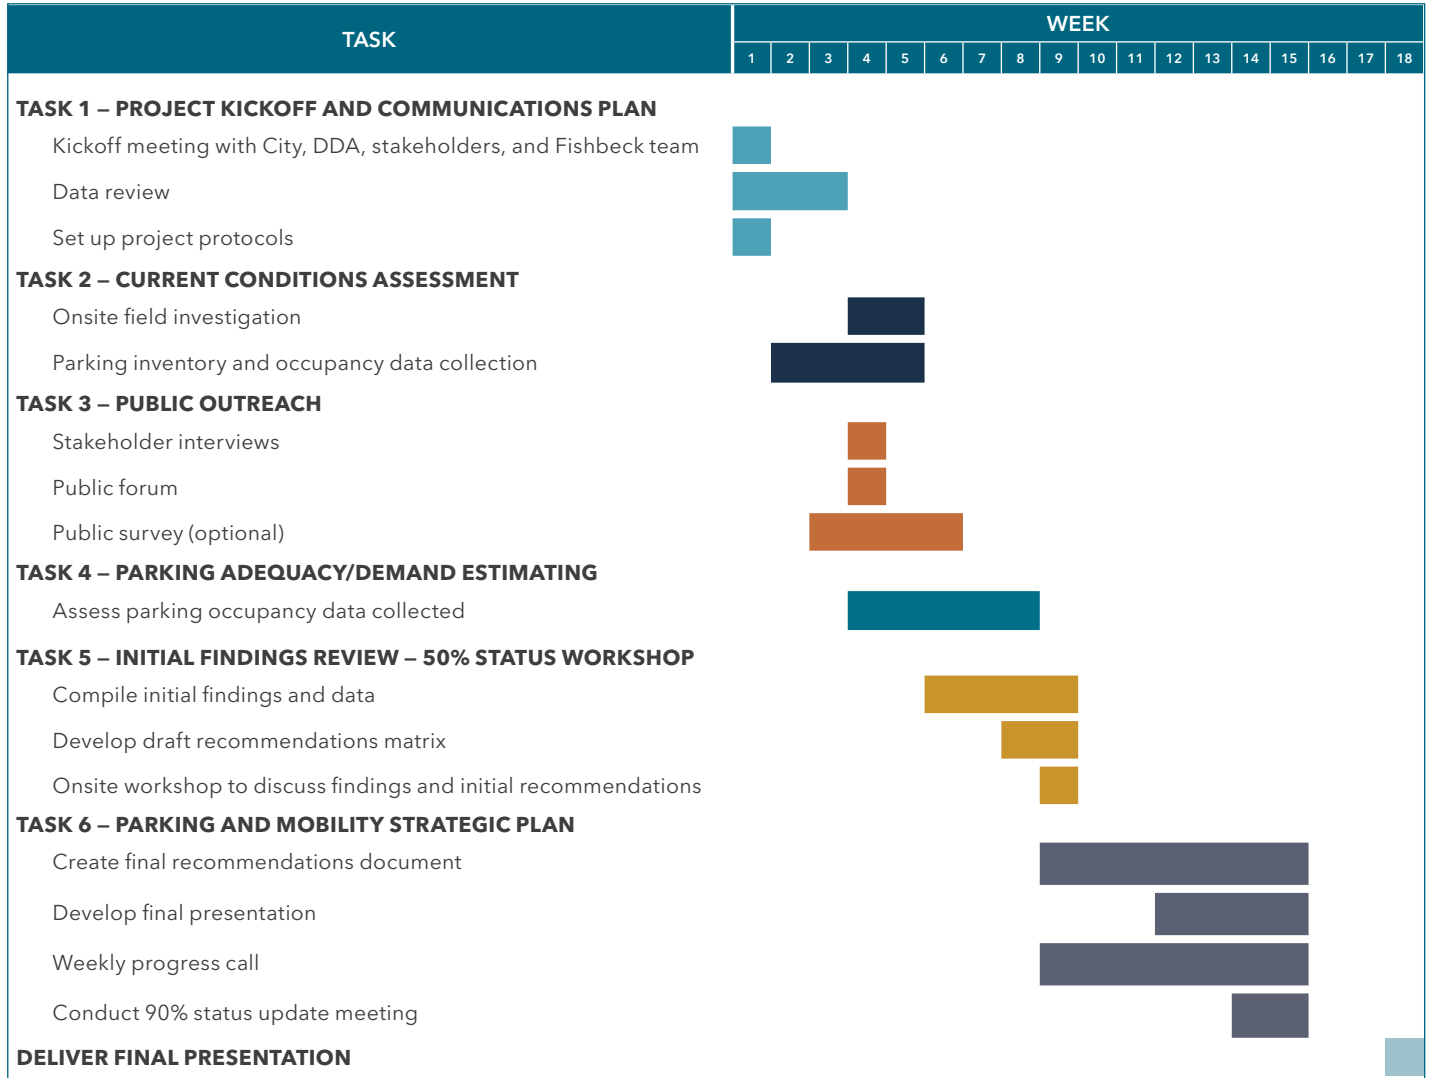 TASK
WEEK
1 2 3 4 5 6 7 8 9 10 11 12 13 14 15 16 17 18
TASK 1 – PROJECT KICKOFF AND COMMUNICATIONS PLAN
Kickoff meeting with City, DDA, stakeholders, and Fishbeck team
Data review
Set up project protocols
TASK 2 – CURRENT CONDITIONS ASSESSMENT
Onsite field investigation
Parking inventory and occupancy data collection
TASK 3 – PUBLIC OUTREACH
Stakeholder interviews
Public forum
Public survey (optional)
TASK 4 – PARKING ADEQUACY/DEMAND ESTIMATING
Assess parking occupancy data collected
TASK 5 – INITIAL FINDINGS REVIEW – 50% STATUS WORKSHOP
Compile initial findings and data
Develop draft recommendations matrix
Onsite workshop to discuss findings and initial recommendations
TASK 6 – PARKING AND MOBILITY STRATEGIC PLAN
Create final recommendations document
Develop final presentation
Weekly progress call
Conduct 90% status update meeting
DELIVER FINAL PRESENTATION